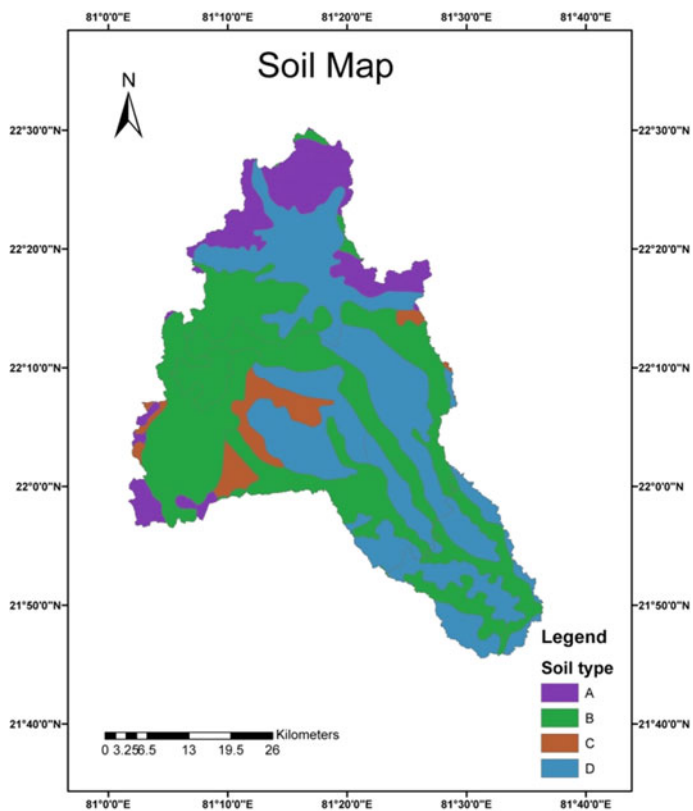 81°0'0"E 81°10'0"E 81°20'0"E 81°30'0"E 81°40'0"E
Soil Map
N
22°30'0"N 22°30'0"N
22°20'0"N 22°20'0"N
22°10'0"N 22°10'0"N
22°0'0"N 22°0'0"N
21°50'0"N 21°50'0"N
Legend
Soil type
A
B
21°40'0"N 21°40'0"N
C
Kilometers
0 3.25 6.5 13 19.5 26
D
81°0'0"E 81°10'0"E 81°20'0"E 81°30'0"E 81°40'0"E